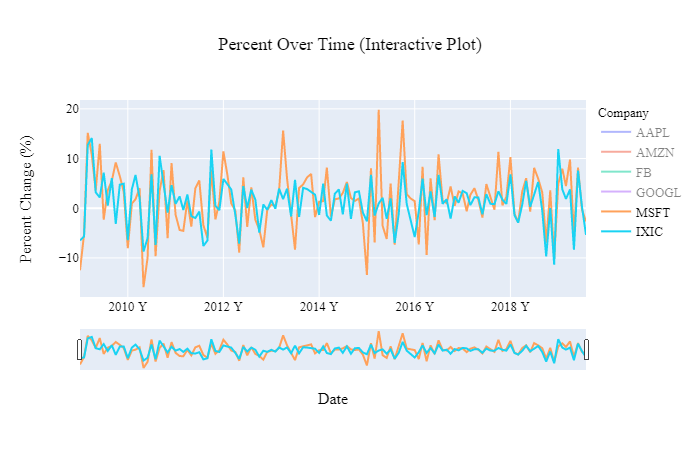 Percent Over Time (Interactive Plot)
Percent Change (%)
20
10
0
−10
2010 Y
2012 Y
2014 Y
2016 Y
2018 Y
Date
Company
AAPL
AMZN
FB
GOOGL
MSFT
IXIC